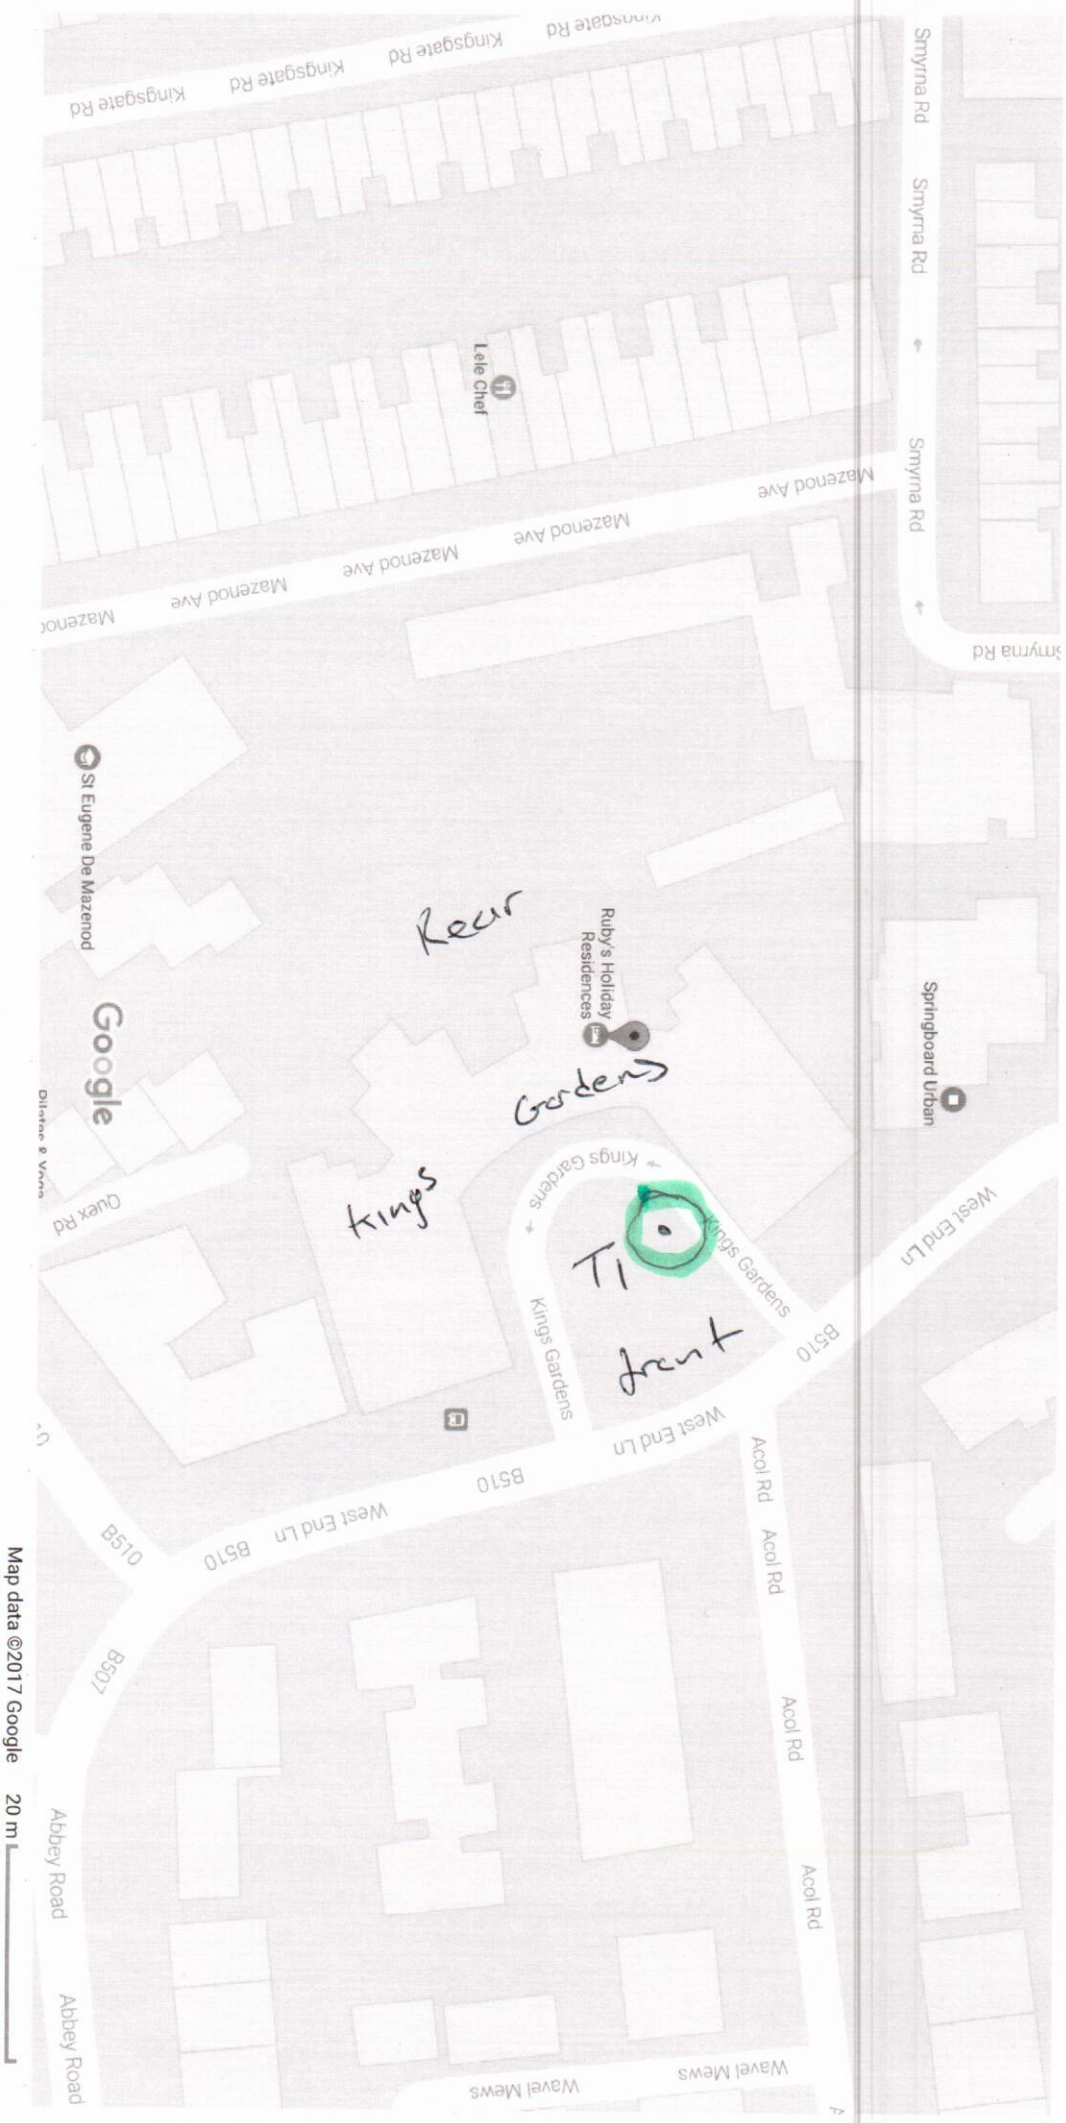 Kingsgate Rd
Kingsgate Rd
Kingsgate Rd
Kingsgate Rd
Smyrna Rd
Smyrna Rd
Smyrna Rd
Smyrna Rd
Lele Chef
Mazenod Ave
Mazenod Ave
Mazenod Ave
Mazenod Ave
Mazenod
St Eugene De Mazenod
Google
Rear
Ruby's Holiday
Residences
Gardens
Kings
Springboard Urban
Kings Gardens
Kings Gardens
Kings Gardens
T1
front
Quex Rd
Pilates & Yoga
West End Ln
B510
West End Ln
B510
West End Ln
B510
B510
B507
Acol Rd
Acol Rd
Acol Rd
Acol Rd
Abbey Road
Abbey Road
Wavel Mews
Wavel Mews
Map data ©2017 Google 20 m